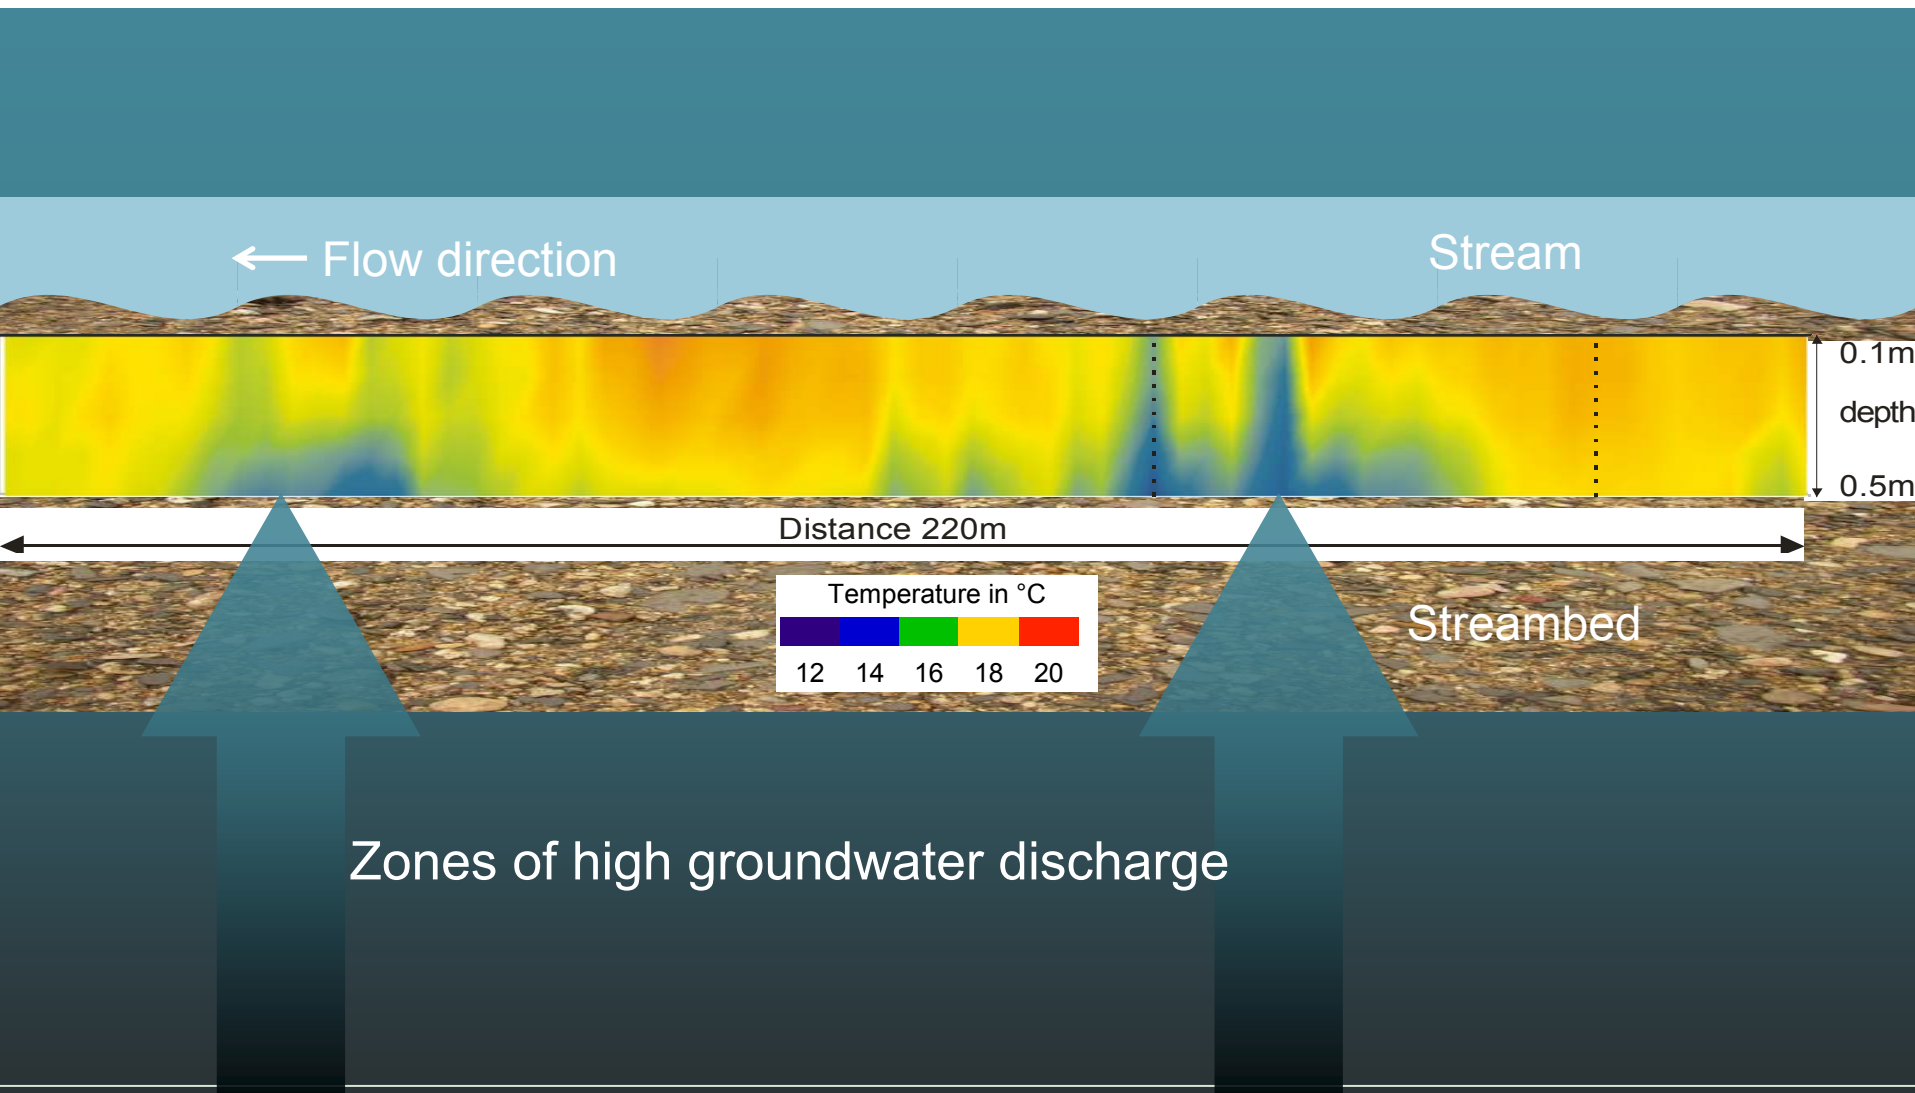 Flow direction
Stream
0.1m
depth
0.5m
Distance 220m
Temperature in °C
12 14 16 18 20
Streambed
Zones of high groundwater discharge